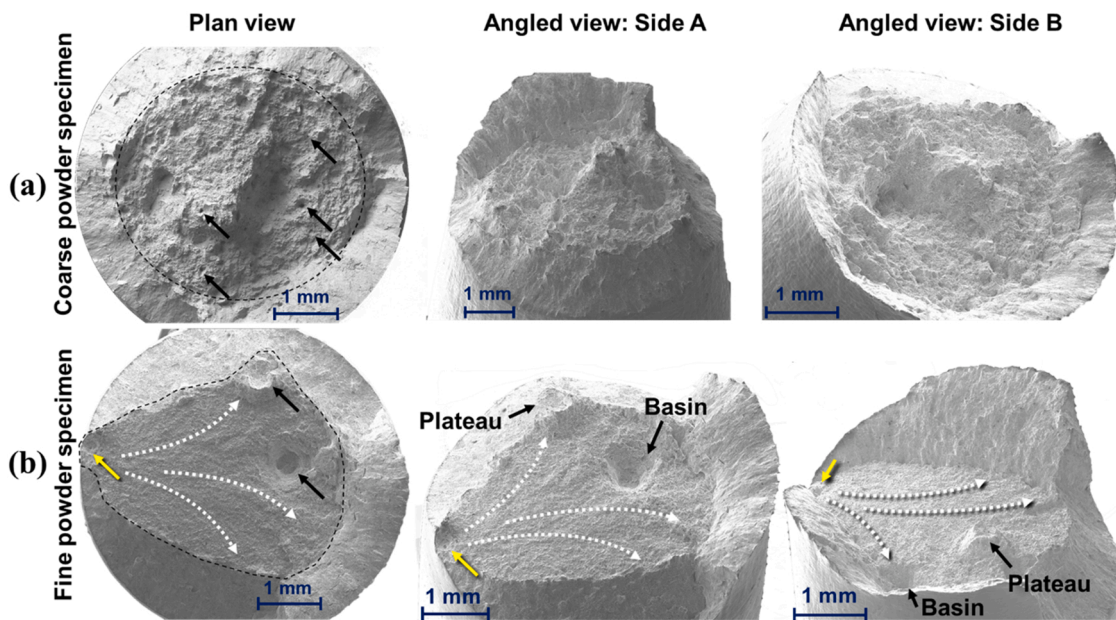 Plan view
Angled view: Side A
Angled view: Side B
Coarse powder specimen
(a)
1 mm
1 mm
1 mm
Fine powder specimen
(b)
1 mm
Plateau
Basin
1 mm
Plateau
Basin
1 mm